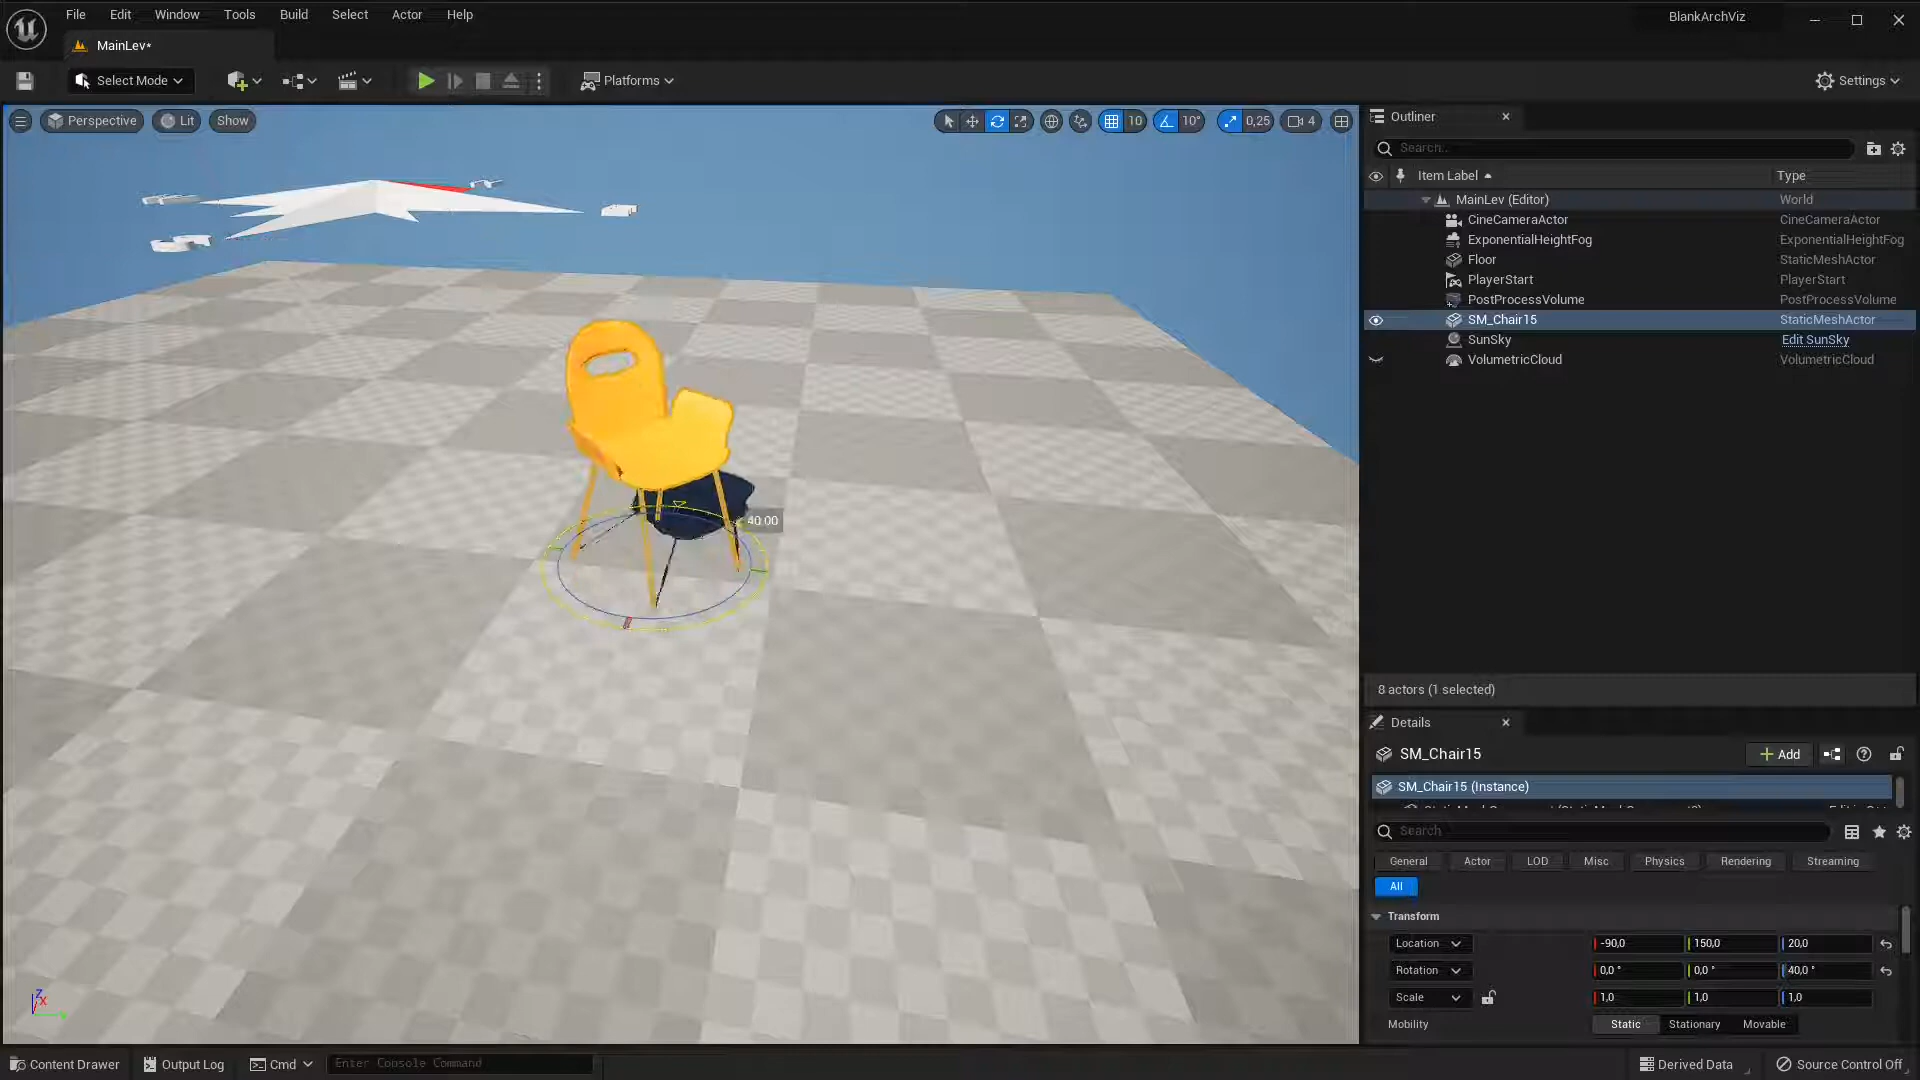 File Edit Window Tools Build Select Actor Help
BlankArchViz
MainLev*
Select Mode
Platforms
Settings
Perspective
Lit
Show
10
10°
0,25
4
Outliner
Search...
Item Label
Type
MainLev (Editor) World
CineCameraActor CineCameraActor
ExponentialHeightFog ExponentialHeightFog
Floor StaticMeshActor
PlayerStart PlayerStart
PostProcessVolume PostProcessVolume
SM_Chair15 StaticMeshActor
SunSky Edit SunSky
VolumetricCloud VolumetricCloud
40.00
8 actors (1 selected)
Details
SM_Chair15
Add
SM_Chair15 (Instance)
Search
General Actor LOD Misc Physics Rendering Streaming
All
Transform
Location -90,0 150,0 20,0
Rotation 0,0 ° 0,0 ° 40,0 °
Scale 1,0 1,0 1,0
Mobility Static Stationary Movable
Z
X
Content Drawer Output Log Cmd Enter Console Command Derived Data Source Control Off